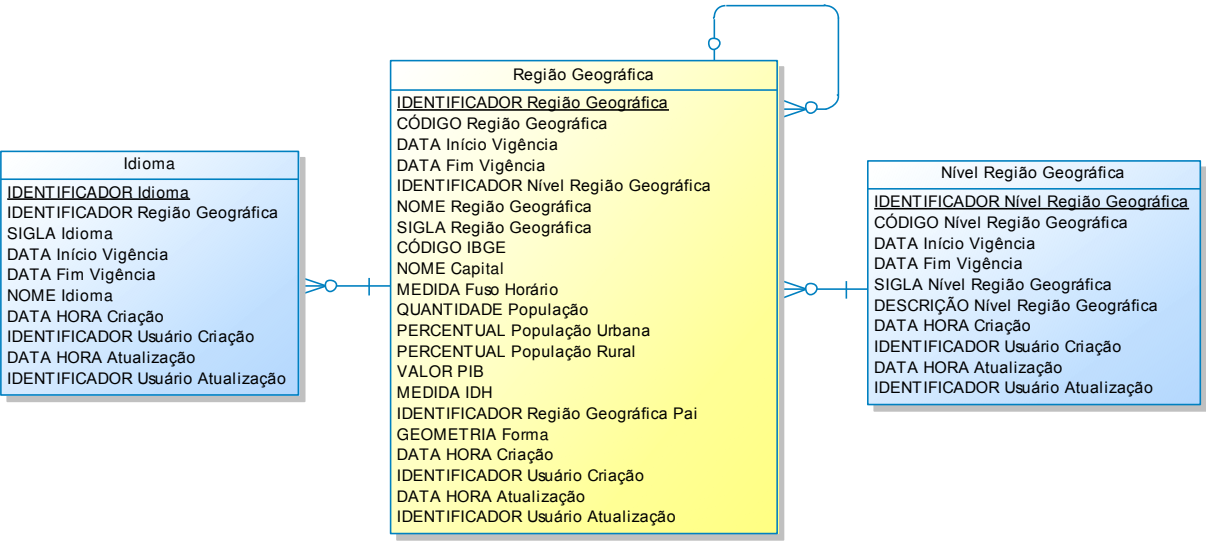 Região Geográfica
IDENTIFICADOR Região Geográfica
CÓDIGO Região Geográfica
DATA Início Vigência
DATA Fim Vigência
IDENTIFICADOR Nível Região Geográfica
NOME Região Geográfica
SIGLA Região Geográfica
CÓDIGO IBGE
NOME Capital
MEDIDA Fuso Horário
QUANTIDADE População
PERCENTUAL População Urbana
PERCENTUAL População Rural
VALOR PIB
MEDIDA IDH
IDENTIFICADOR Região Geográfica Pai
GEOMETRIA Forma
DATA HORA Criação
IDENTIFICADOR Usuário Criação
DATA HORA Atualização
IDENTIFICADOR Usuário Atualização
Idioma
IDENTIFICADOR Idioma
IDENTIFICADOR Região Geográfica
SIGLA Idioma
DATA Início Vigência
DATA Fim Vigência
NOME Idioma
DATA HORA Criação
IDENTIFICADOR Usuário Criação
DATA HORA Atualização
IDENTIFICADOR Usuário Atualização
Nível Região Geográfica
IDENTIFICADOR Nível Região Geográfica
CÓDIGO Nível Região Geográfica
DATA Início Vigência
DATA Fim Vigência
SIGLA Nível Região Geográfica
DESCRIÇÃO Nível Região Geográfica
DATA HORA Criação
IDENTIFICADOR Usuário Criação
DATA HORA Atualização
IDENTIFICADOR Usuário Atualização